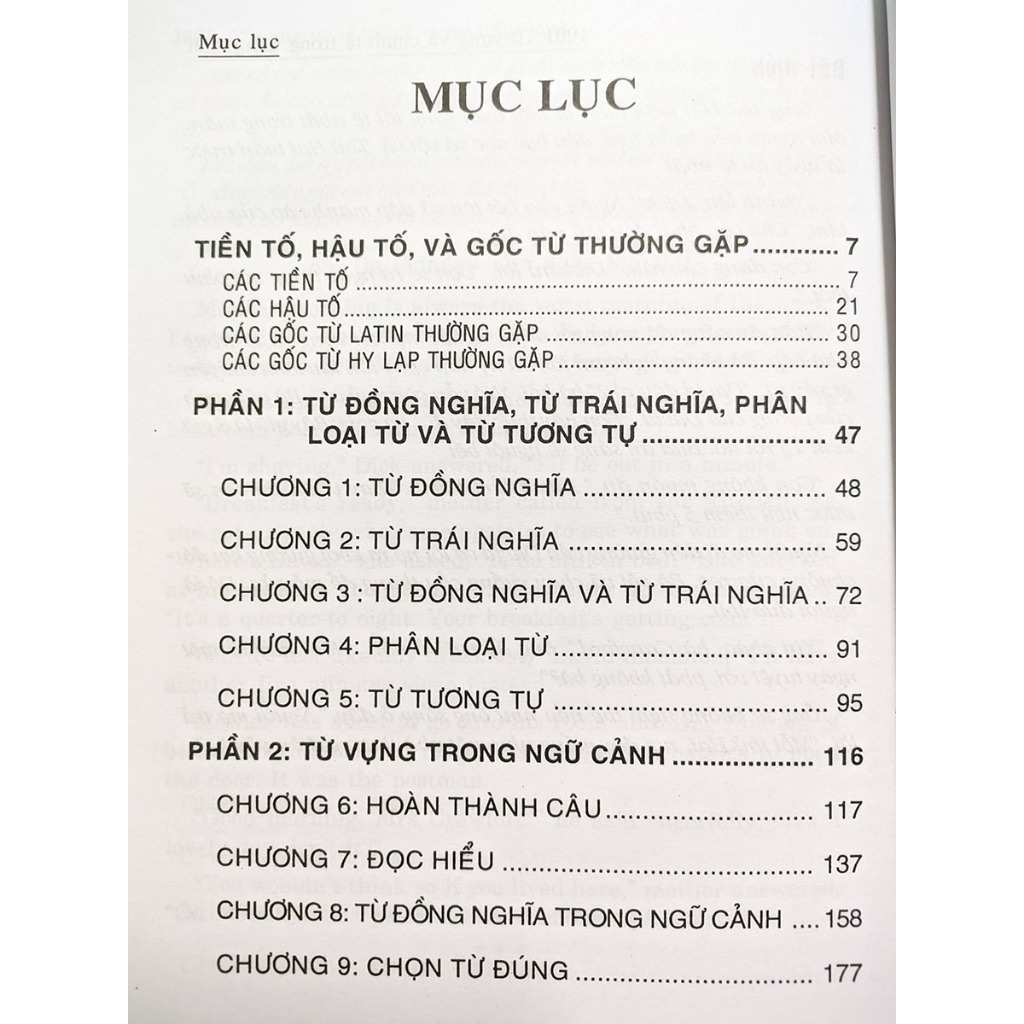 Mục lục
MỤC LỤC
TIỀN TỐ, HẬU TỐ, VÀ GỐC TỪ THƯỜNG GẶP............ 7
CÁC TIỀN TỐ ........................................................ 7
CÁC HẬU TỐ........................................................ 21
CÁC GỐC TỪ LATIN THƯỜNG GẶP ................................ 30
CÁC GỐC TỪ HY LẠP THƯỜNG GẶP................................ 38
PHẦN 1: TỪ ĐỒNG NGHĨA, TỪ TRÁI NGHĨA, PHÂN
LOẠI TỪ VÀ TỪ TƯƠNG TỰ......................... 47
CHƯƠNG 1: TỪ ĐỒNG NGHĨA ................................. 48
CHƯƠNG 2: TỪ TRÁI NGHĨA .................................... 59
CHƯƠNG 3 : TỪ ĐỒNG NGHĨA VÀ TỪ TRÁI NGHĨA .. 72
CHƯƠNG 4: PHÂN LOẠI TỪ ..................................... 91
CHƯƠNG 5: TỪ TƯƠNG TỰ ..................................... 95
PHẦN 2: TỪ VỰNG TRONG NGỮ CẢNH ................... 116
CHƯƠNG 6: HOÀN THÀNH CÂU............................. 117
CHƯƠNG 7: ĐỌC HIỂU .......................................... 137
CHƯƠNG 8: TỪ ĐỒNG NGHĨA TRONG NGỮ CẢNH ....158
CHƯƠNG 9: CHỌN TỪ ĐÚNG ................................. 177